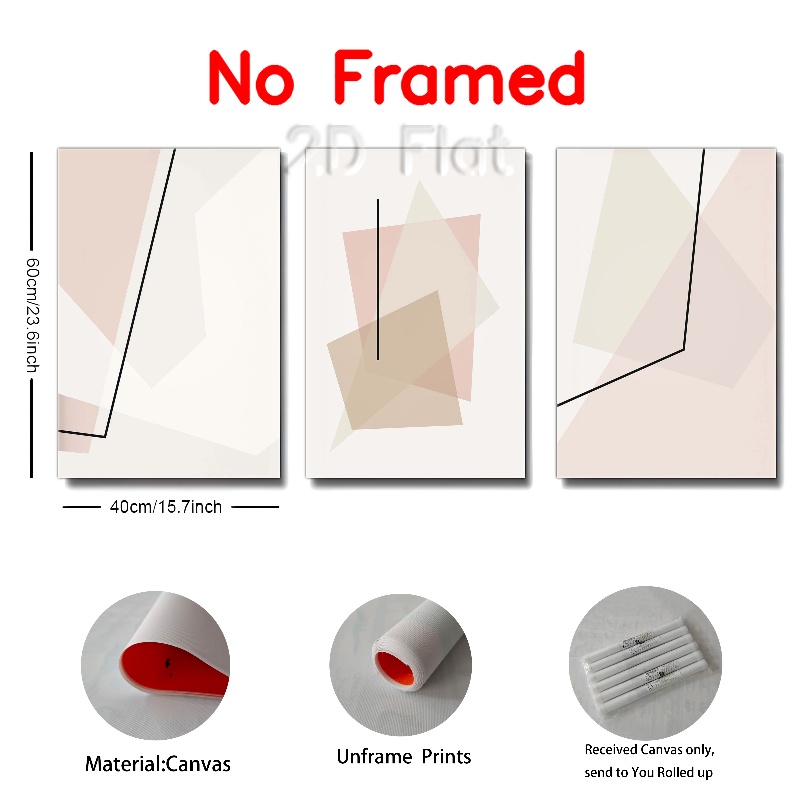 No Framed
2D Flat
60cm/23.6inch
40cm/15.7inch
Material:Canvas
Unframe Prints
Received Canvas only,
send to You Rolled up